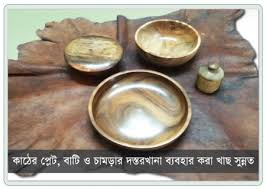 কাঠের প্লেট, বাটি ও চামড়ার দস্তরখানা ব্যবহার করা খাছ সুন্নত